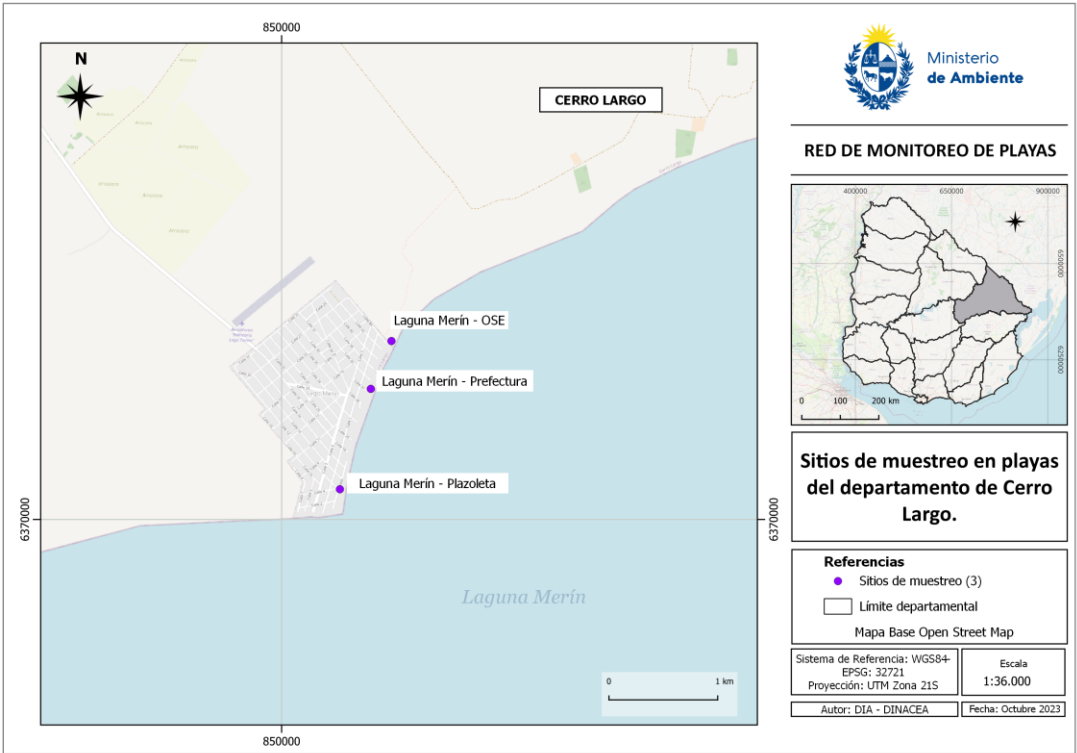 850000
N
CERRO LARGO
Laguna Merín - OSE
Laguna Merín - Prefectura
Laguna Merín - Plazoleta
6370000
6370000
Laguna Merín
0 1 km
850000
Ministerio
de Ambiente
RED DE MONITOREO DE PLAYAS
400000 650000 900000
6500000
6250000
0 100 200 km
Sitios de muestreo en playas
del departamento de Cerro
Largo.
Referencias
Sitios de muestreo (3)
Límite departamental
Mapa Base Open Street Map
Sistema de Referencia: WGS84-
EPSG: 32721
Proyección: UTM Zona 21S
Escala
1:36.000
Autor: DIA - DINACEA
Fecha: Octubre 2023